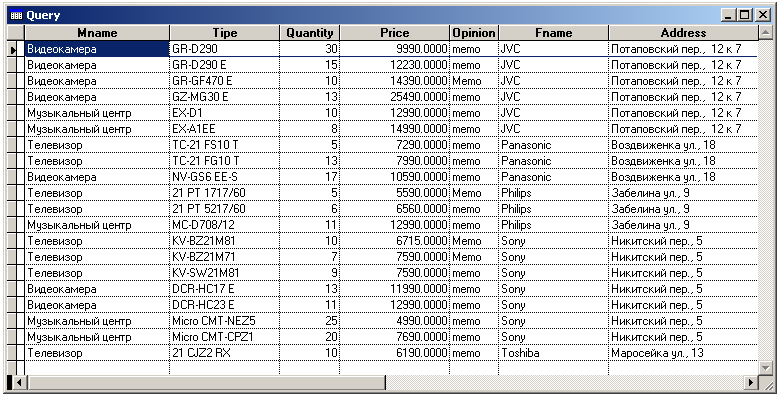 Query
Mname Tipe Quantity Price Opinion Fname Address
Видеокамера GR-D290 30 9990.0000 memo JVC Потаповский пер., 12 к 7
Видеокамера GR-D290 E 15 12230.0000 memo JVC Потаповский пер., 12 к 7
Видеокамера GR-GF470 E 10 14390.0000 Memo JVC Потаповский пер., 12 к 7
Видеокамера GZ-MG30 E 13 25490.0000 memo JVC Потаповский пер., 12 к 7
Музыкальный центр EX-D1 10 12990.0000 memo JVC Потаповский пер., 12 к 7
Музыкальный центр EX-A1EE 8 14990.0000 memo JVC Потаповский пер., 12 к 7
Телевизор TC-21 FS10 T 5 7290.0000 memo Panasonic Воздвиженка ул., 18
Телевизор TC-21 FG10 T 13 7990.0000 memo Panasonic Воздвиженка ул., 18
Видеокамера NV-GS6 EE-S 17 10590.0000 memo Panasonic Воздвиженка ул., 18
Телевизор 21 PT 1717/60 5 5590.0000 Memo Philips Забелина ул., 9
Телевизор 21 PT 5217/60 6 6560.0000 memo Philips Забелина ул., 9
Музыкальный центр MC-D708/12 11 12990.0000 memo Philips Забелина ул., 9
Телевизор KV-BZ21M81 10 6715.0000 Memo Sony Никитский пер., 5
Телевизор KV-BZ21M71 7 7590.0000 memo Sony Никитский пер., 5
Телевизор KV-SW21M81 9 7590.0000 memo Sony Никитский пер., 5
Видеокамера DCR-HC17 E 13 11990.0000 memo Sony Никитский пер., 5
Видеокамера DCR-HC23 E 11 12990.0000 memo Sony Никитский пер., 5
Музыкальный центр Micro CMT-NEZ5 25 4990.0000 memo Sony Никитский пер., 5
Музыкальный центр Micro CMT-CPZ1 20 7690.0000 memo Sony Никитский пер., 5
Телевизор 21 CJZ2 RX 10 6190.0000 memo Toshiba Маросейка ул., 13